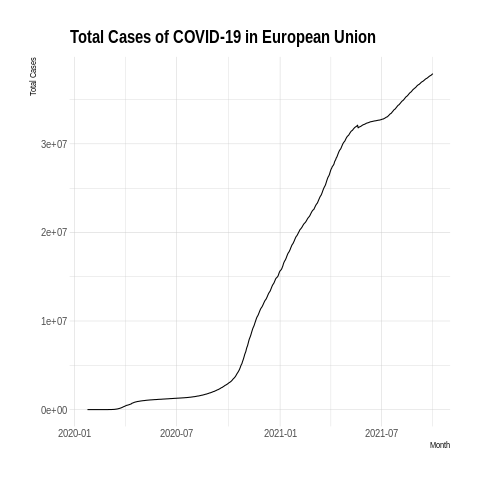 Total Cases of COVID-19 in European Union
Total Cases
3e+07
2e+07
1e+07
0e+00
2020-01 2020-07 2021-01 2021-07
Month